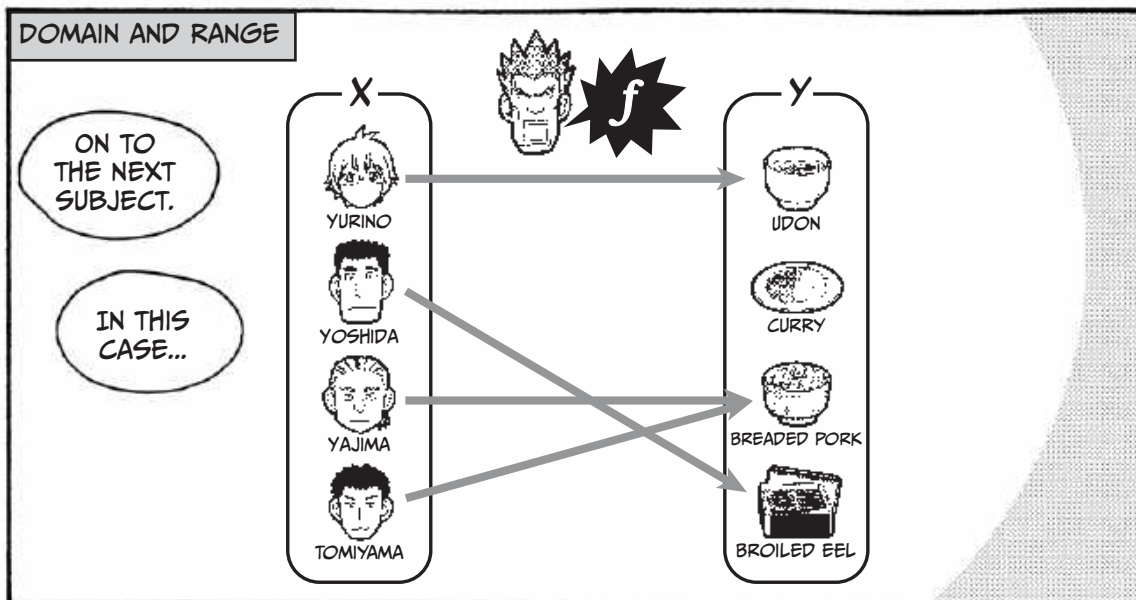 DOMAIN AND RANGE
ON TO
THE NEXT
SUBJECT.
IN THIS
CASE...
X
YURINO
YOSHIDA
YAJIMA
TOMIYAMA
f
Y
UDON
CURRY
BREADED PORK
BROILED EEL